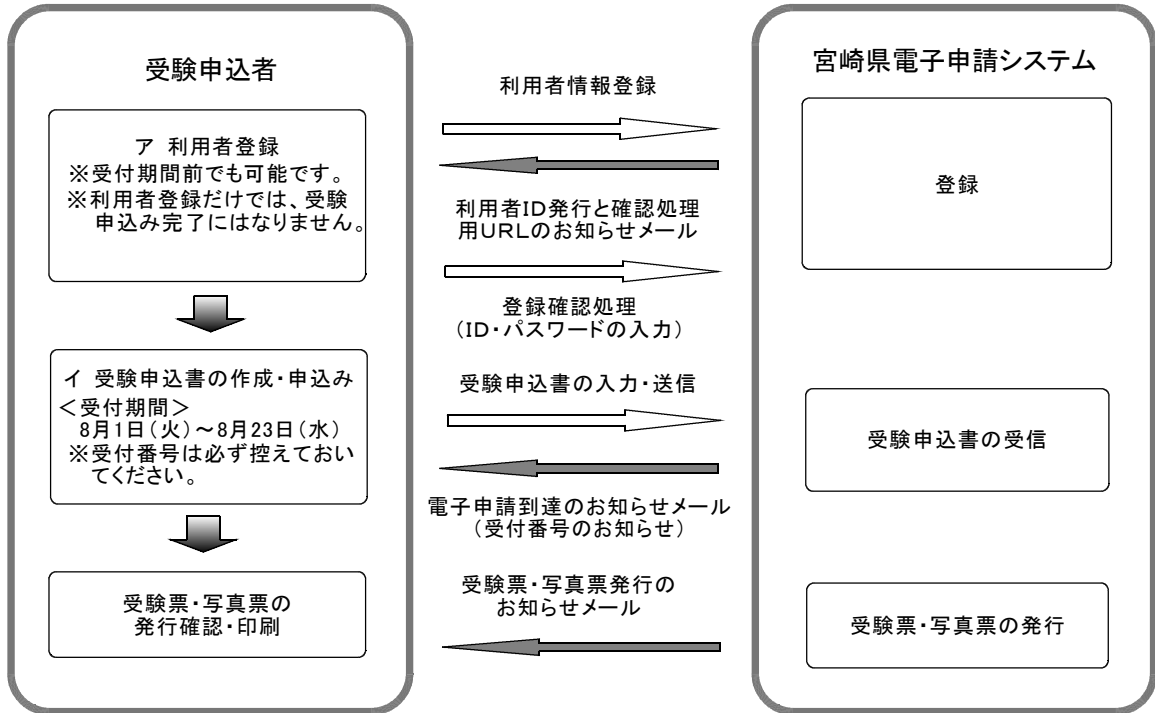 受験申込者
ア 利用者登録
※受付期間前でも可能です。
※利用者登録だけでは、受験
申込み完了にはなりません。
イ 受験申込書の作成・申込み
＜受付期間＞
8月1日(火)～8月23日(水)
※受付番号は必ず控えておい
てください。
受験票・写真票の
発行確認・印刷
利用者情報登録
利用者ID発行と確認処理
用URLのお知らせメール
登録確認処理
(ID・パスワードの入力)
受験申込書の入力・送信
電子申請到達のお知らせメール
(受付番号のお知らせ)
受験票・写真票発行の
お知らせメール
宮崎県電子申請システム
登録
受験申込書の受信
受験票・写真票の発行